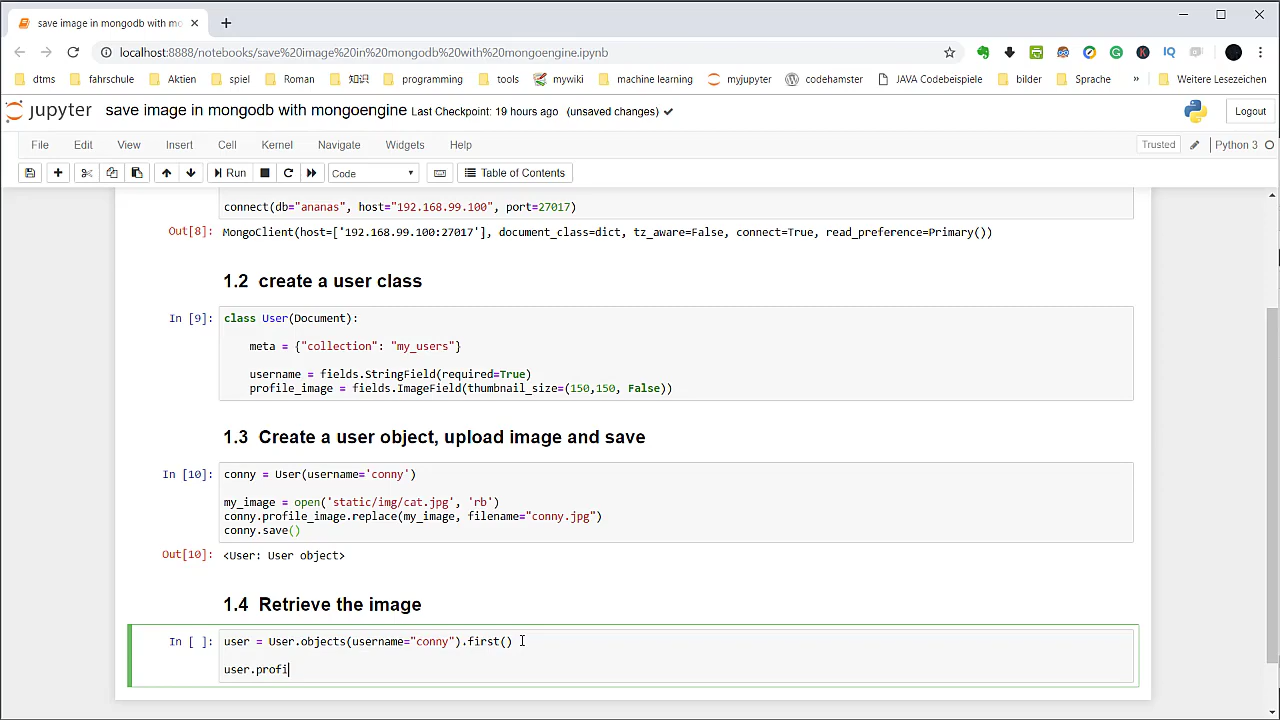 save image in mongodb with mo
localhost:8888/notebooks/save%20image%20in%20mongodb%20with%20mongoengine.ipynb
dtms fahrschule Aktien spiel Roman 知识 programming tools mywiki machine learning myjupyter codehamster JAVA Codebeispiele bilder Sprache » Weitere Lesezeichen
jupyter save image in mongodb with mongoengine Last Checkpoint: 19 hours ago (unsaved changes) Logout
File Edit View Insert Cell Kernel Navigate Widgets Help Trusted Python 3
Run Code Table of Contents
connect(db="ananas", host="192.168.99.100", port=27017)
Out[8]: MongoClient(host=['192.168.99.100:27017'], document_class=dict, tz_aware=False, connect=True, read_preference=Primary())
1.2 create a user class
In [9]: class User(Document):
meta = {"collection": "my_users"}
username = fields.StringField(required=True)
profile_image = fields.ImageField(thumbnail_size=(150,150, False))
1.3 Create a user object, upload image and save
In [10]: conny = User(username='conny')
my_image = open('static/img/cat.jpg', 'rb')
conny.profile_image.replace(my_image, filename="conny.jpg")
conny.save()
Out[10]: <User: User object>
1.4 Retrieve the image
In [ ]: user = User.objects(username="conny").first()
user.profi